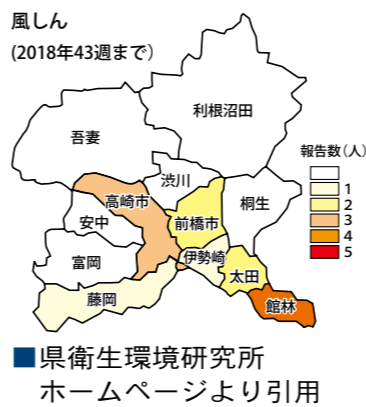 風しん
(2018年43週まで)
利根沼田
吾妻
報告数(人)
渋川
高崎市
桐生
1
2
安中
前橋市
3
伊勢崎
4
富岡
太田
5
藤岡
館林
■県衛生環境研究所
ホームページより引用